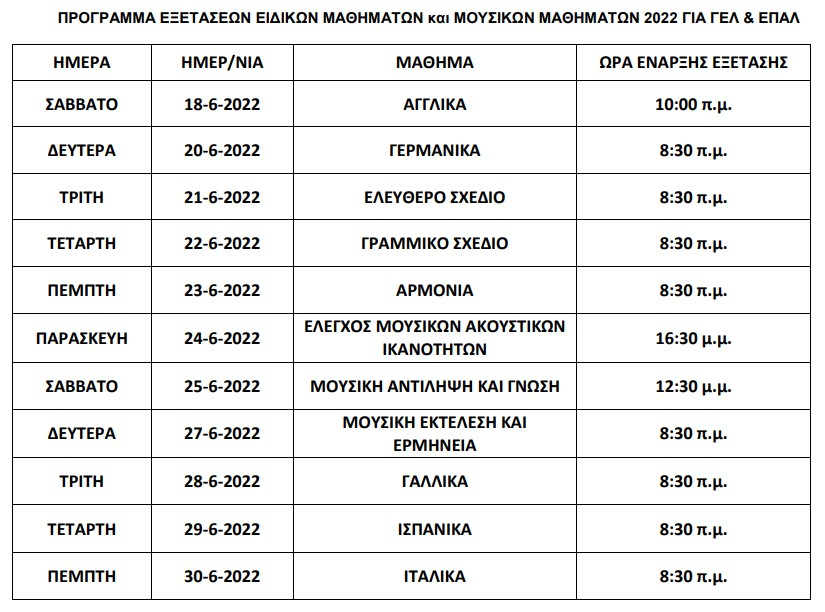 ΠΡΟΓΡΑΜΜΑ ΕΞΕΤΑΣΕΩΝ ΕΙΔΙΚΩΝ ΜΑΘΗΜΑΤΩΝ και ΜΟΥΣΙΚΩΝ ΜΑΘΗΜΑΤΩΝ 2022 ΓΙΑ ΓΕΛ & ΕΠΑΛ
ΗΜΕΡΑ ΗΜΕΡ/ΝΙΑ ΜΑΘΗΜΑ ΩΡΑ ΕΝΑΡΞΗΣ ΕΞΕΤΑΣΗΣ
ΣΑΒΒΑΤΟ 18-6-2022 ΑΓΓΛΙΚΑ 10:00 π.μ.
ΔΕΥΤΕΡΑ 20-6-2022 ΓΕΡΜΑΝΙΚΑ 8:30 π.μ.
ΤΡΙΤΗ 21-6-2022 ΕΛΕΥΘΕΡΟ ΣΧΕΔΙΟ 8:30 π.μ.
ΤΕΤΑΡΤΗ 22-6-2022 ΓΡΑΜΜΙΚΟ ΣΧΕΔΙΟ 8:30 π.μ.
ΠΕΜΠΤΗ 23-6-2022 ΑΡΜΟΝΙΑ 8:30 π.μ.
ΠΑΡΑΣΚΕΥΗ 24-6-2022 ΕΛΕΓΧΟΣ ΜΟΥΣΙΚΩΝ ΑΚΟΥΣΤΙΚΩΝ
ΙΚΑΝΟΤΗΤΩΝ 16:30 μ.μ.
ΣΑΒΒΑΤΟ 25-6-2022 ΜΟΥΣΙΚΗ ΑΝΤΙΛΗΨΗ ΚΑΙ ΓΝΩΣΗ 12:30 μ.μ.
ΔΕΥΤΕΡΑ 27-6-2022 ΜΟΥΣΙΚΗ ΕΚΤΕΛΕΣΗ ΚΑΙ
ΕΡΜΗΝΕΙΑ 8:30 π.μ.
ΤΡΙΤΗ 28-6-2022 ΓΑΛΛΙΚΑ 8:30 π.μ.
ΤΕΤΑΡΤΗ 29-6-2022 ΙΣΠΑΝΙΚΑ 8:30 π.μ.
ΠΕΜΠΤΗ 30-6-2022 ΙΤΑΛΙΚΑ 8:30 π.μ.